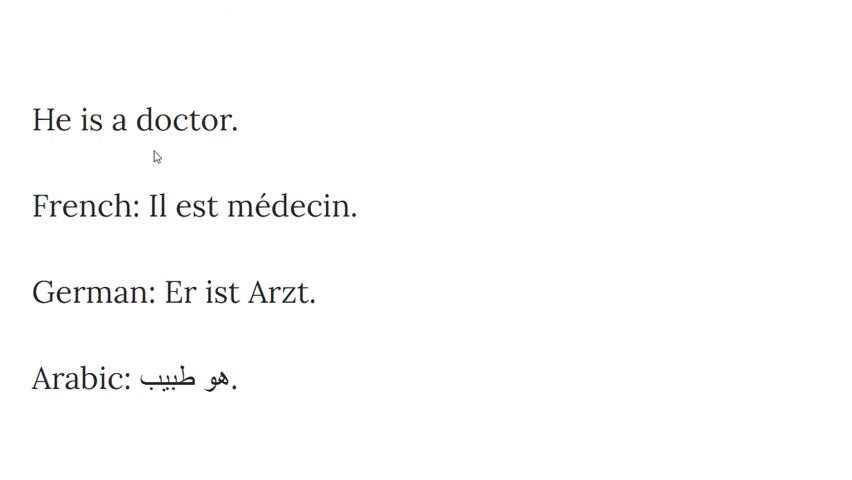 He is a doctor.
French: Il est médecin.
German: Er ist Arzt.
Arabic: هو طبيب.